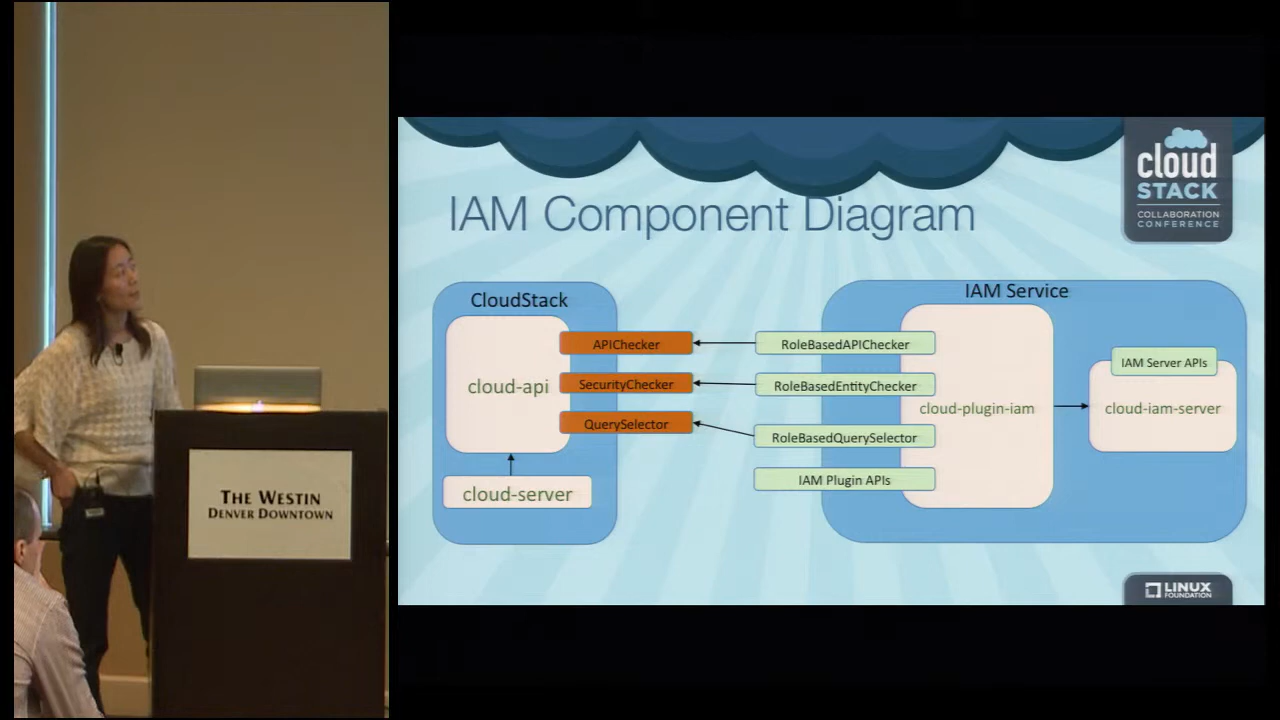 THE WESTIN
DENVER DOWNTOWN
cloud
STACK
COLLABORATION
CONFERENCE
IAM Component Diagram
CloudStack
cloud-api
APIChecker
SecurityChecker
QuerySelector
cloud-server
IAM Service
RoleBasedAPIChecker
RoleBasedEntityChecker
RoleBasedQuerySelector
IAM Plugin APIs
cloud-plugin-iam
IAM Server APIs
cloud-iam-server
LINUX
FOUNDATION